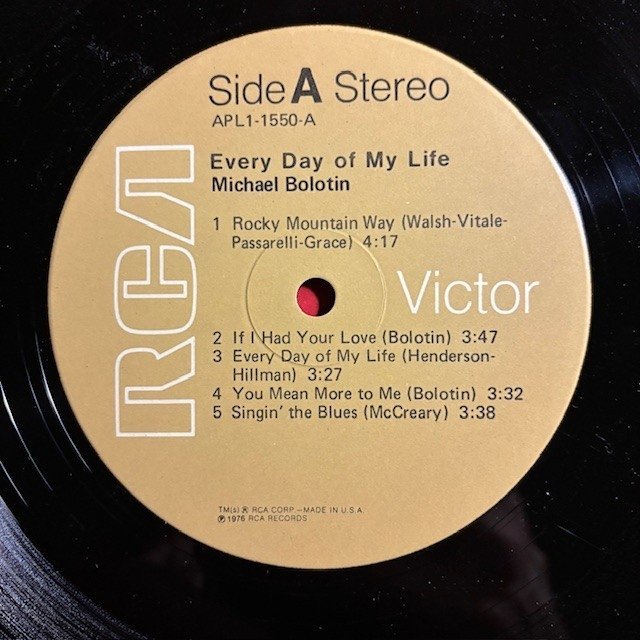 Side A Stereo
APL1-1550-A
Every Day of My Life
Michael Bolotin
1 Rocky Mountain Way (Walsh-Vitale-
Passarelli-Grace) 4:17
RCA
Victor
2 If I Had Your Love (Bolotin) 3:47
3 Every Day of My Life (Henderson-
Hillman) 3:27
4 You Mean More to Me (Bolotin) 3:32
5 Singin' the Blues (McCreary) 3:38
TM(s) ® RCA CORP.—MADE IN U.S.A.
℗ 1976 RCA RECORDS